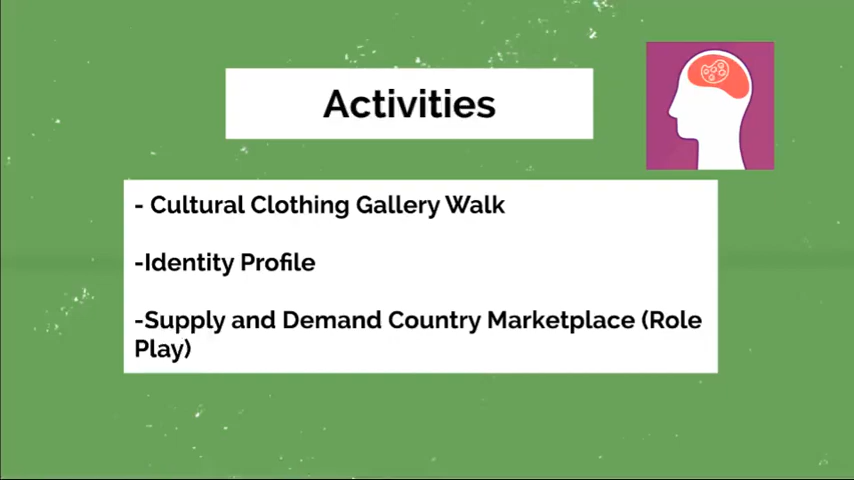 Activities
- Cultural Clothing Gallery Walk
-Identity Profile
-Supply and Demand Country Marketplace (Role
Play)